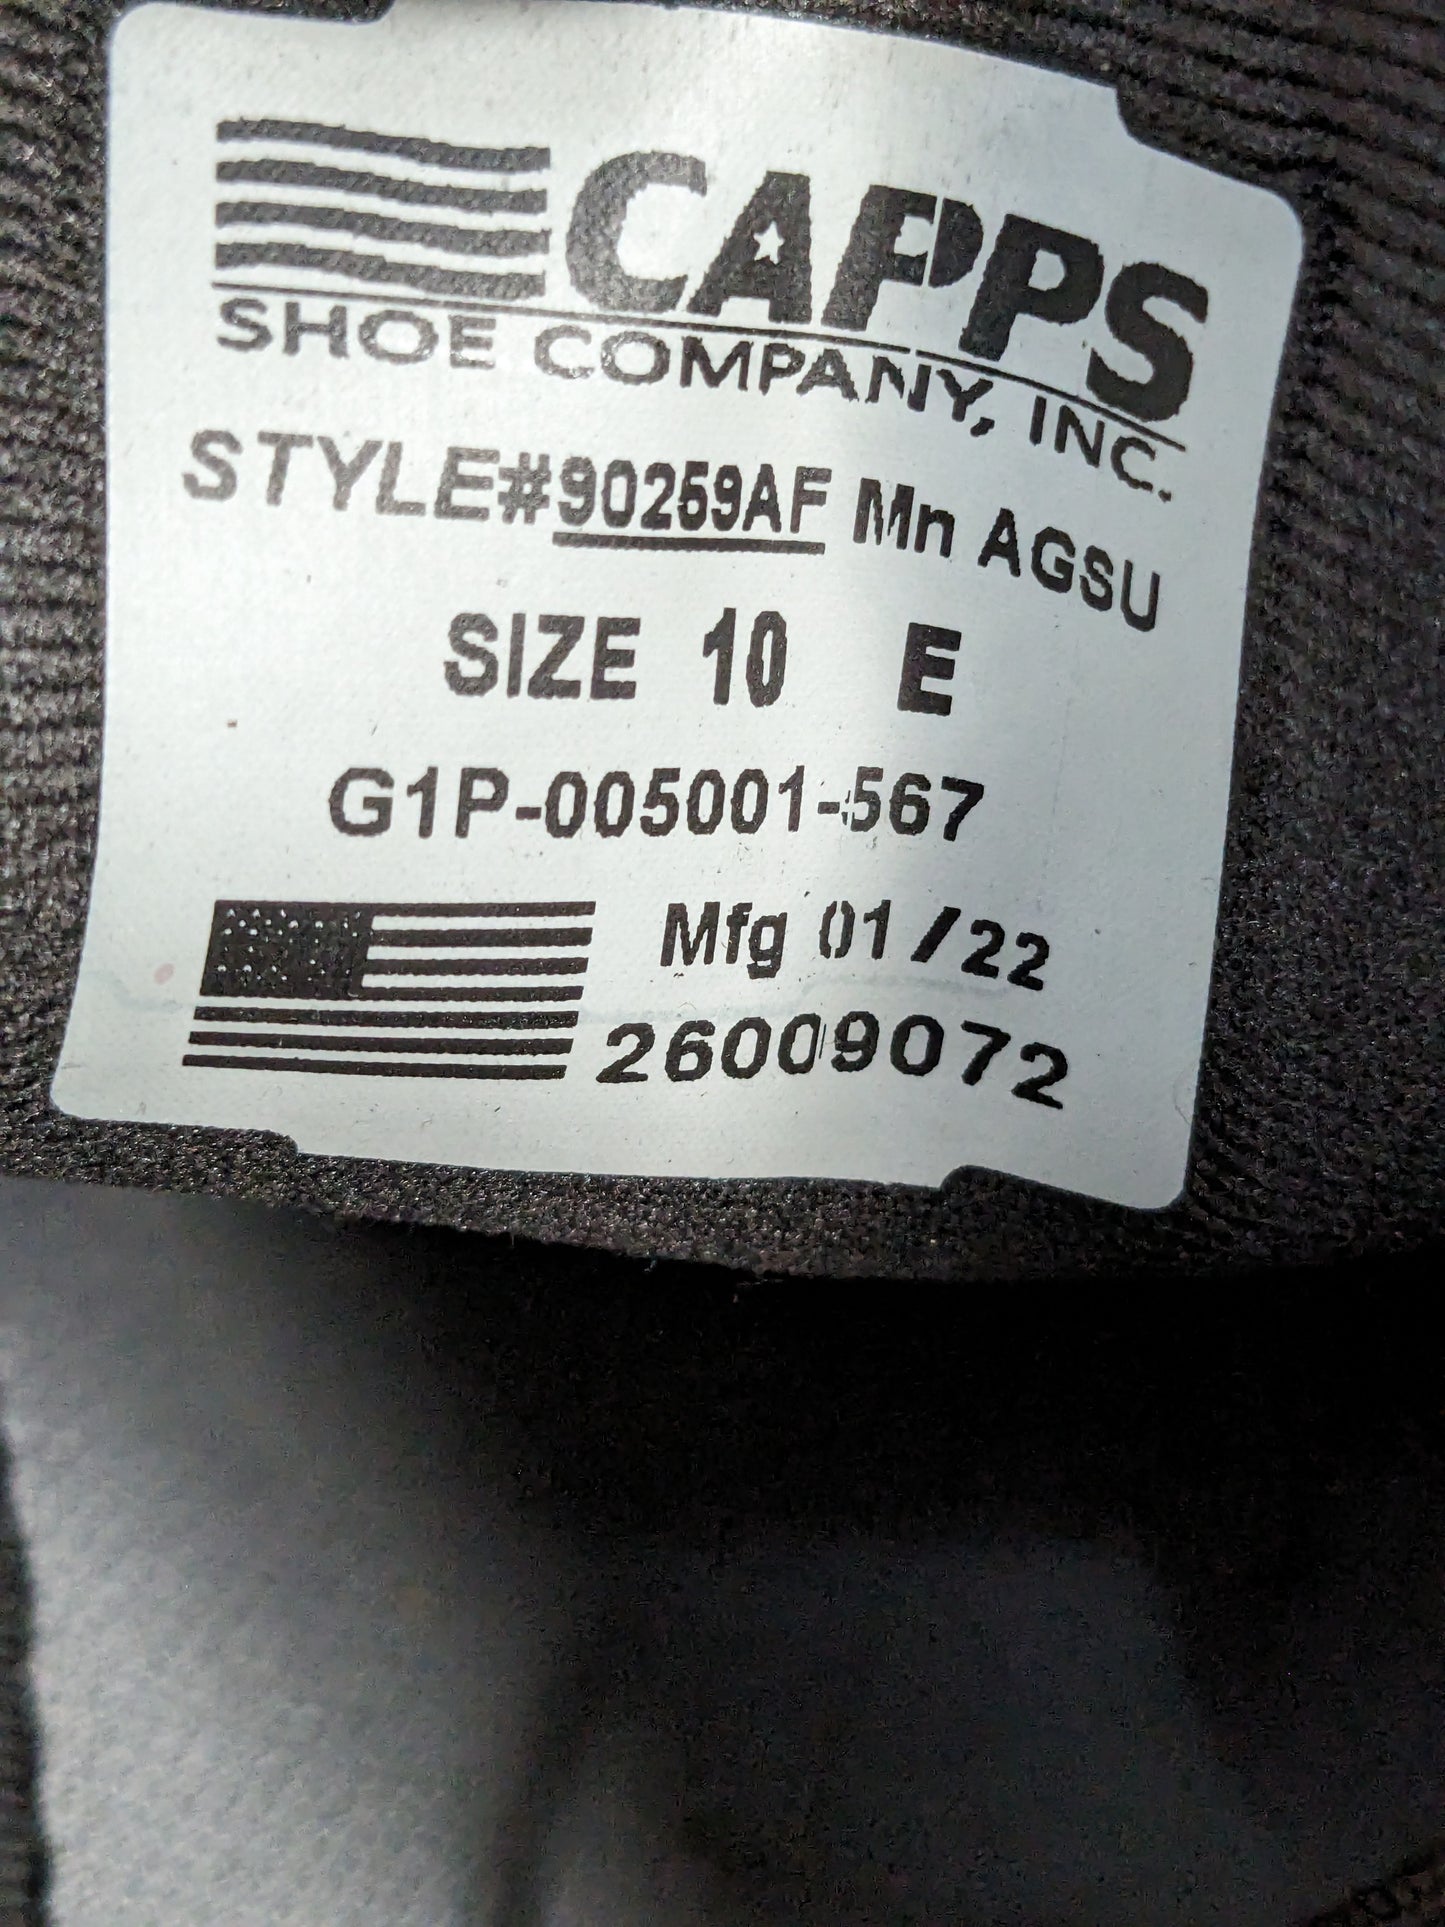 CAPPS
SHOE COMPANY, INC.
STYLE#90259AF Mn AGSU
SIZE 10 E
G1P-005001-567
Mfg 01/22
26009072